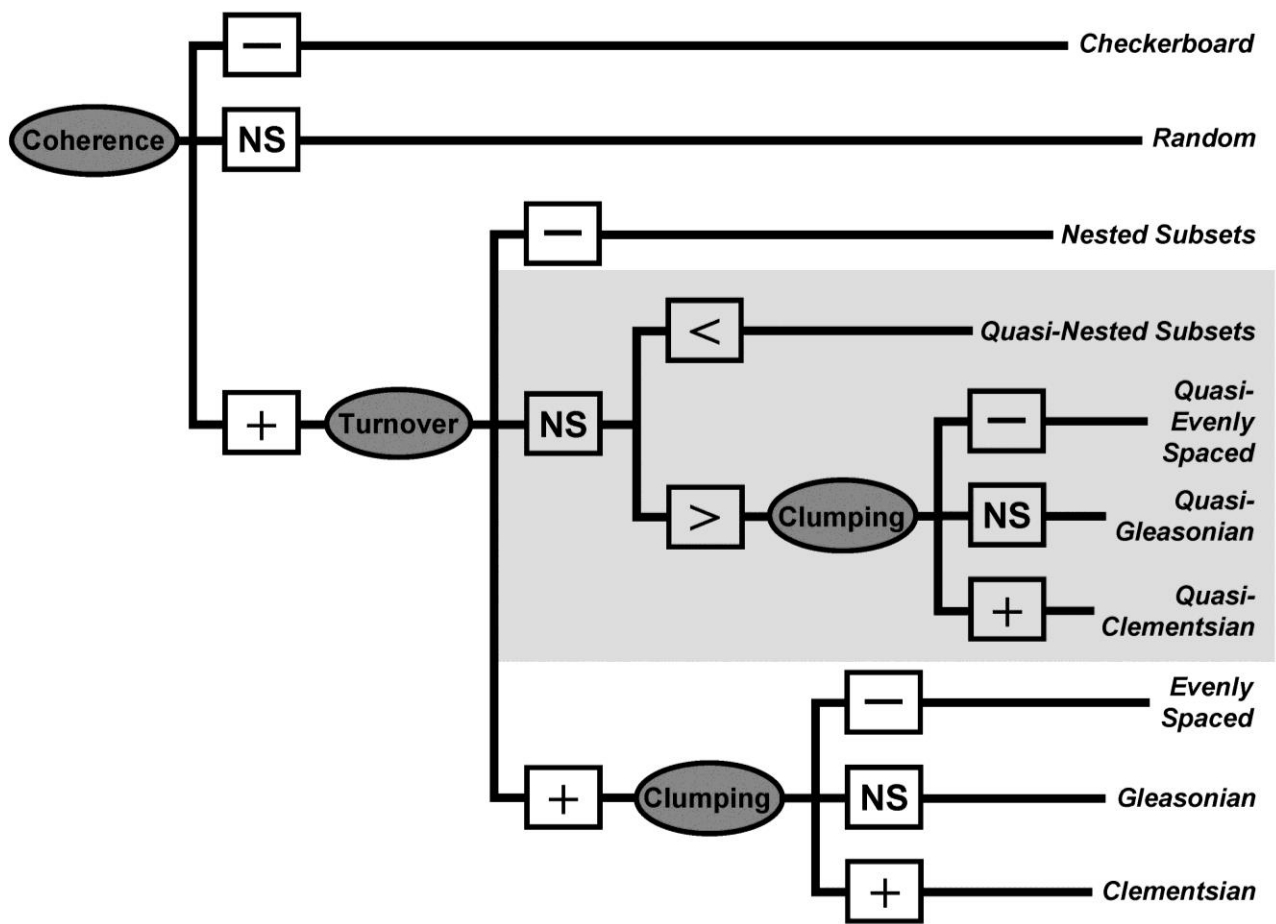 −
Checkerboard
Coherence
NS
Random
−
Nested Subsets
<
Quasi-Nested Subsets
+
Turnover
NS
−
Quasi-
Evenly
Spaced
>
Clumping
NS
Quasi-
Gleasonian
+
Quasi-
Clementsian
−
Evenly
Spaced
+
Clumping
NS
Gleasonian
+
Clementsian